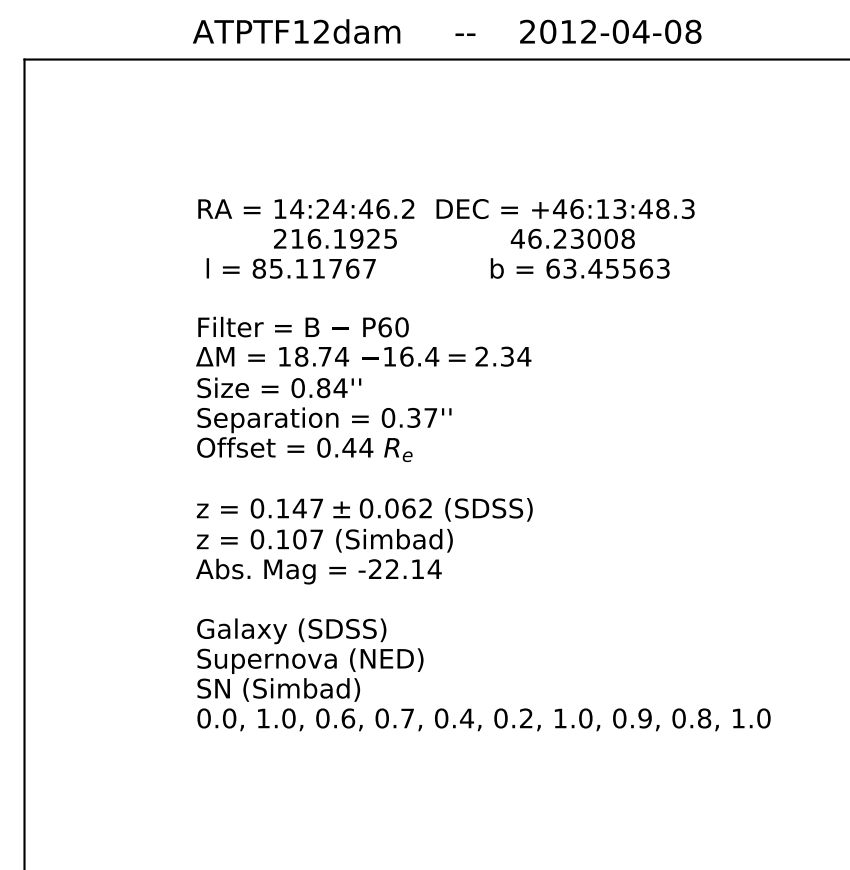 ATPTF12dam -- 2012-04-08
RA = 14:24:46.2 DEC = +46:13:48.3
216.1925 46.23008
l = 85.11767 b = 63.45563
Filter = B − P60
ΔM = 18.74 −16.4 = 2.34
Size = 0.84''
Separation = 0.37''
Offset = 0.44 Rₑ
z = 0.147 ± 0.062 (SDSS)
z = 0.107 (Simbad)
Abs. Mag = -22.14
Galaxy (SDSS)
Supernova (NED)
SN (Simbad)
0.0, 1.0, 0.6, 0.7, 0.4, 0.2, 1.0, 0.9, 0.8, 1.0